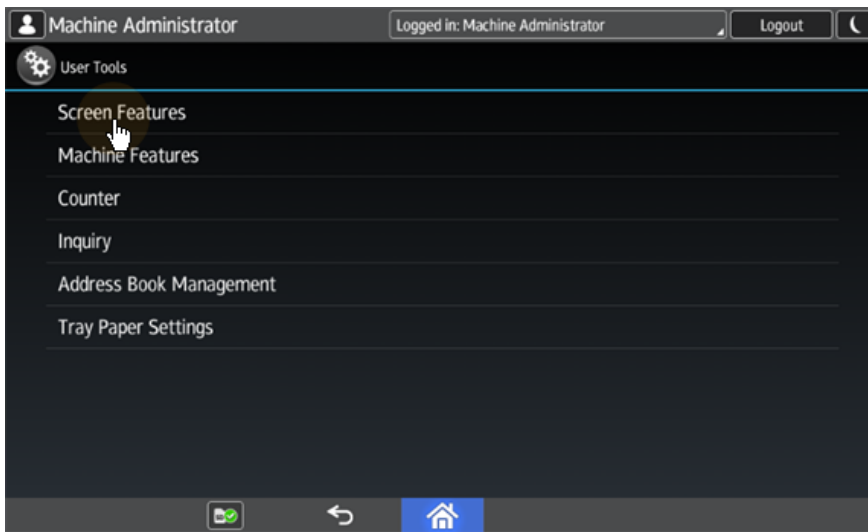 Machine Administrator
Logged in: Machine Administrator
Logout
User Tools
Screen Features
Machine Features
Counter
Inquiry
Address Book Management
Tray Paper Settings